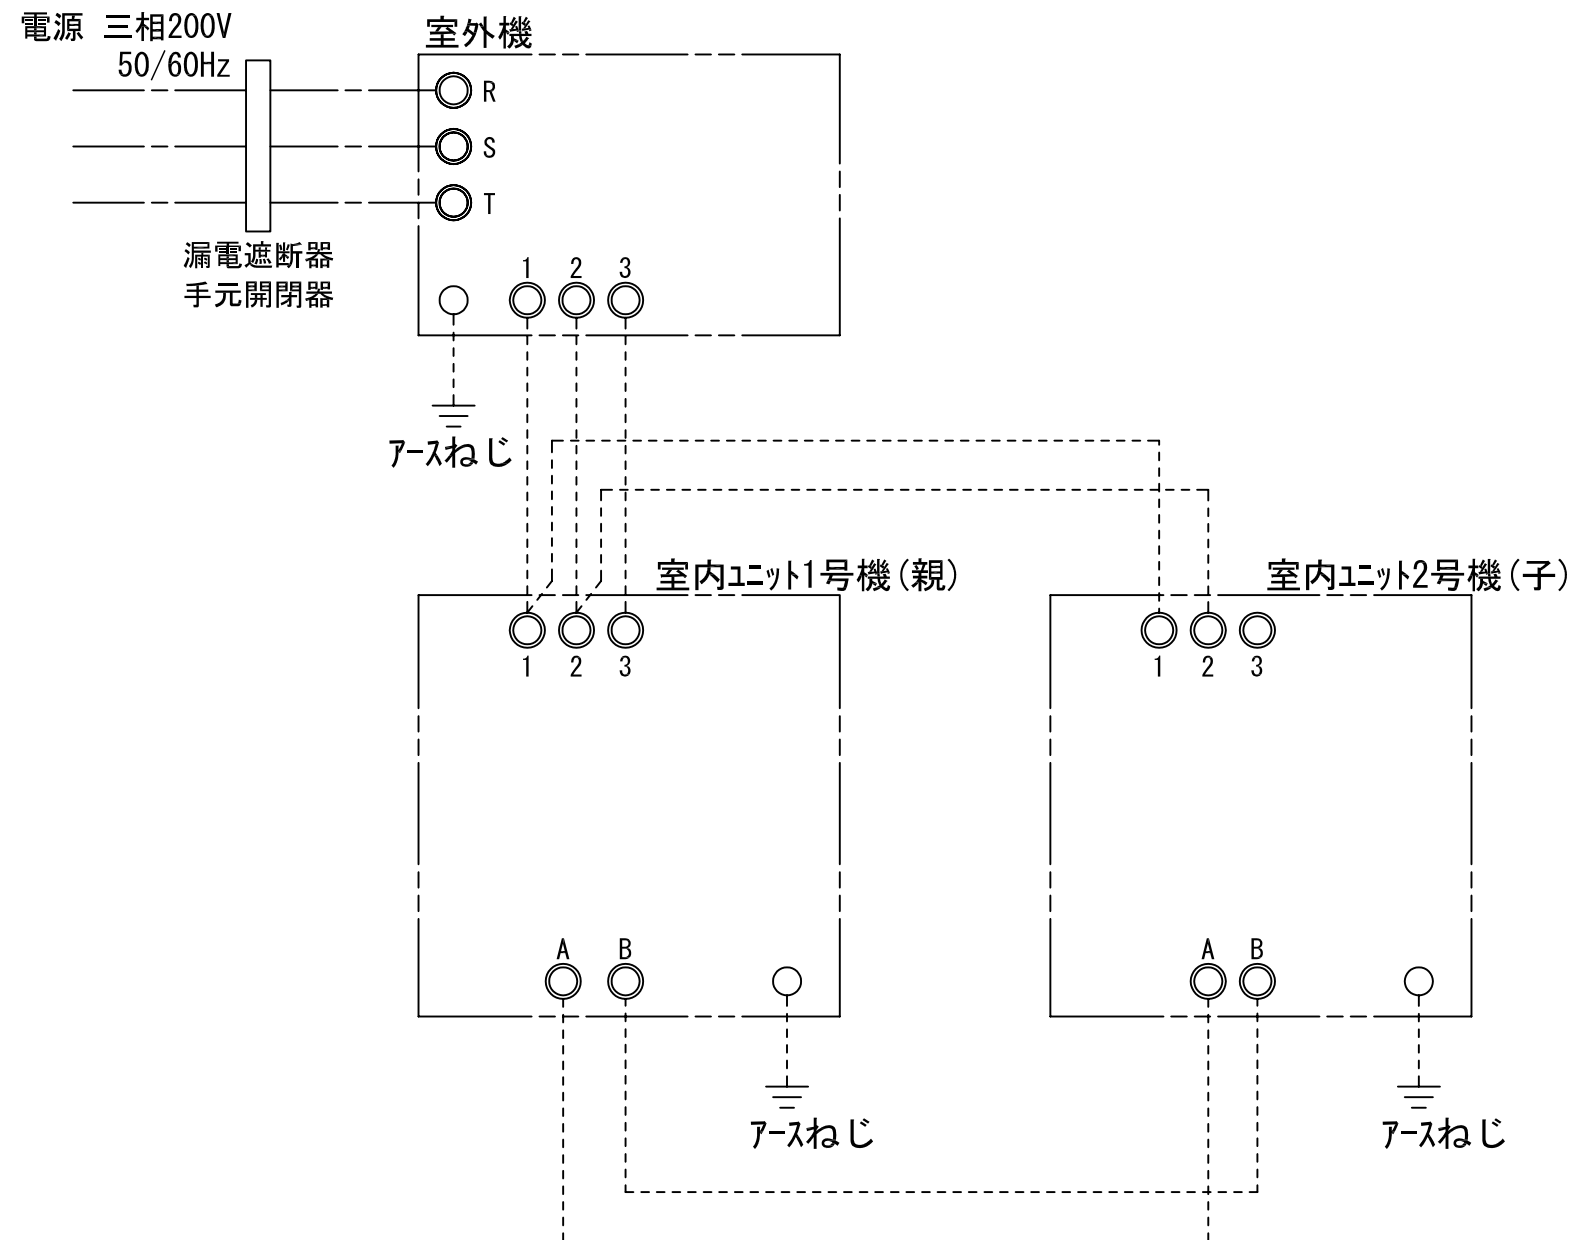 電源 三相200V
50/60Hz
室外機
R
S
T
漏電遮断器
手元開閉器
1 2 3
ｱｰｽねじ
室内ﾕﾆｯﾄ1号機(親)
室内ﾕﾆｯﾄ2号機(子)
1 2 3
1 2 3
A B
A B
ｱｰｽねじ
ｱｰｽねじ